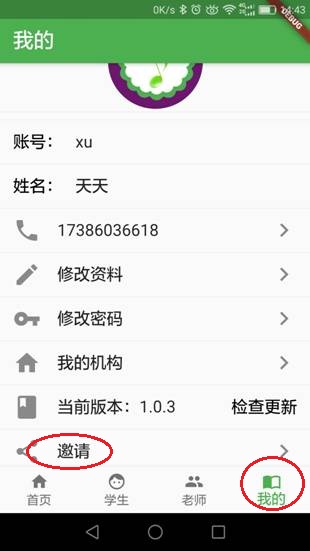 0K/s 4G 2G 14:43
DEBUG
我的
账号： xu
姓名： 天天
17386036618
修改资料
修改密码
我的机构
当前版本：1.0.3 检查更新
邀请
首页 学生 老师 我的